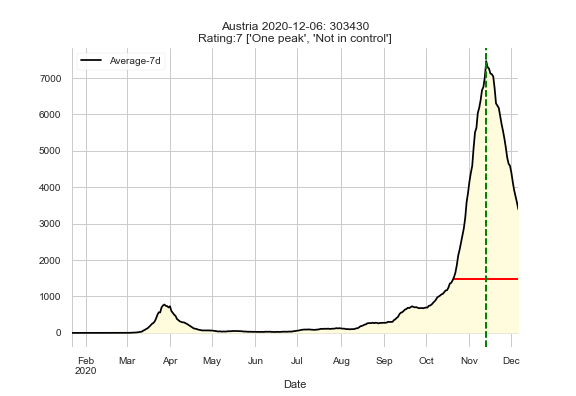 Austria 2020-12-06: 303430
Rating:7 ['One peak', 'Not in control']
Average-7d
7000
6000
5000
4000
3000
2000
1000
0
Feb Mar Apr May Jun Jul Aug Sep Oct Nov Dec
2020
Date